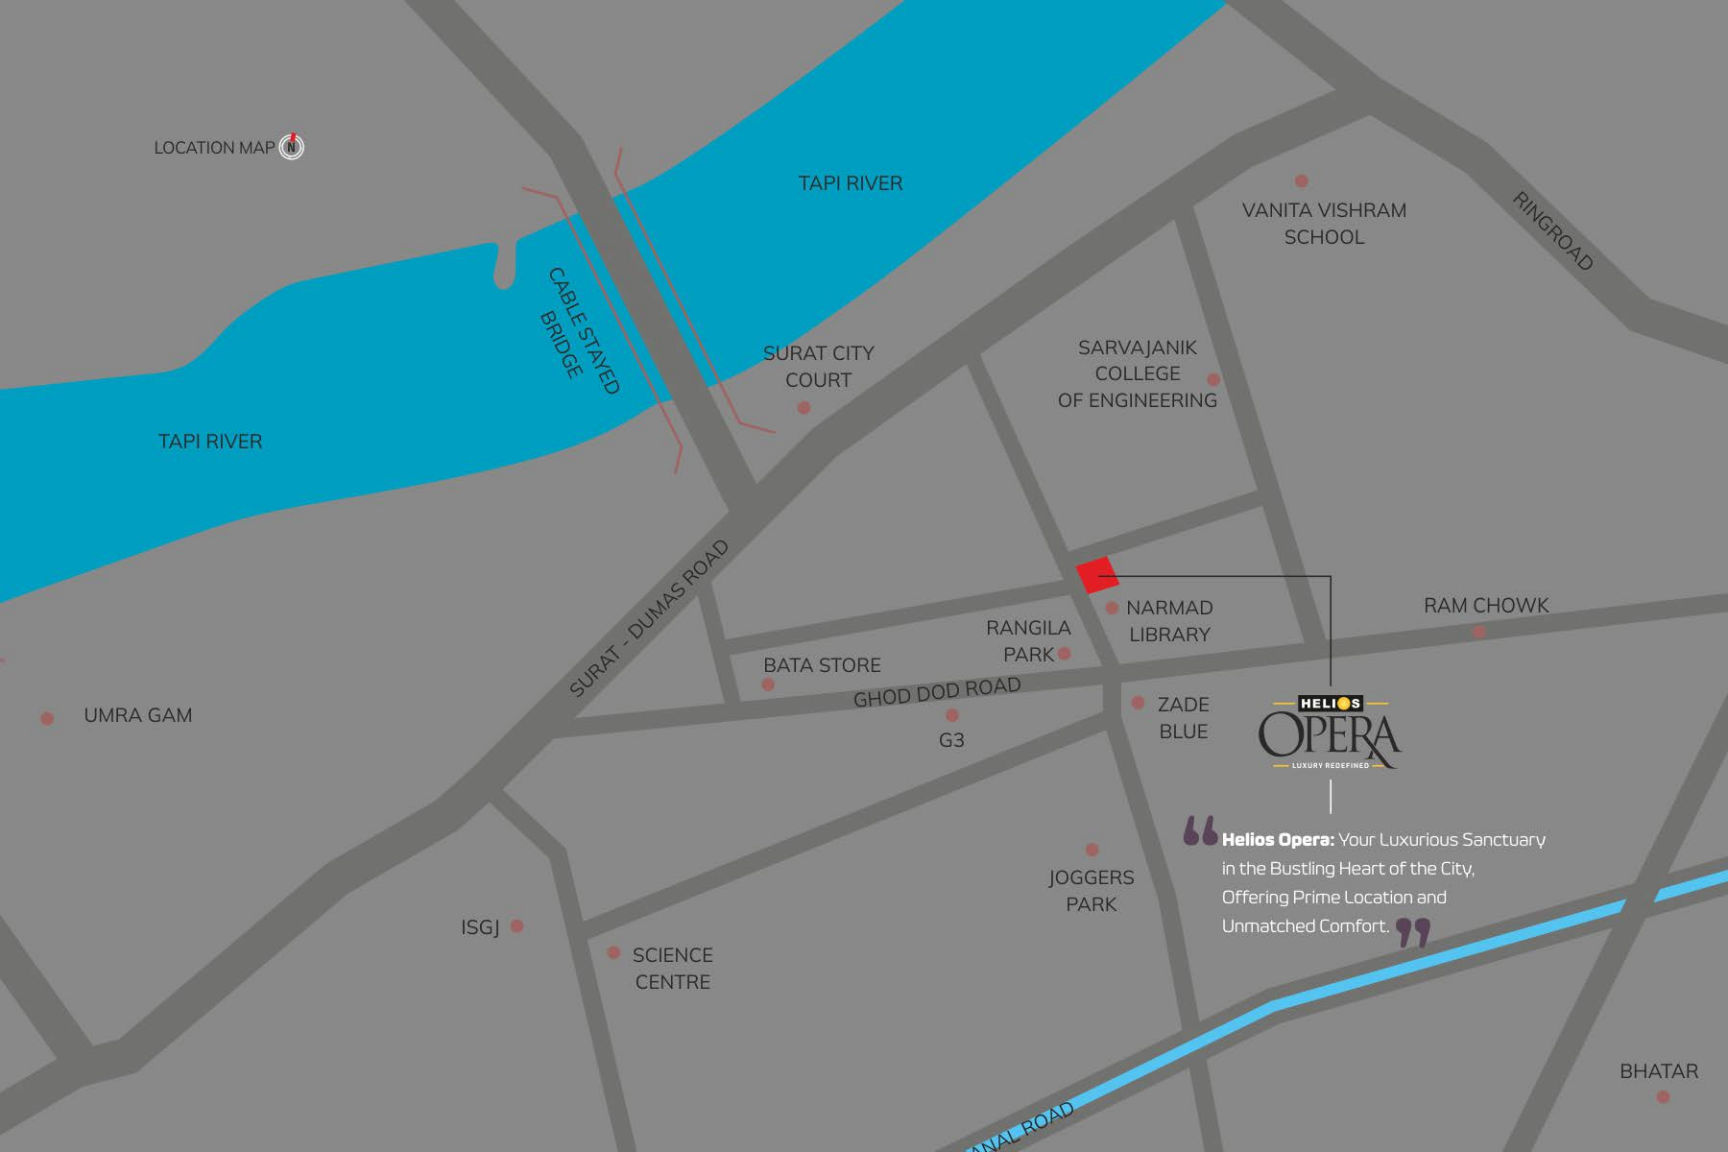 LOCATION MAP
N
TAPI RIVER
VANITA VISHRAM
SCHOOL
RINGROAD
CABLE STAYED
BRIDGE
SURAT CITY
COURT
SARVAJANIK
COLLEGE
OF ENGINEERING
TAPI RIVER
SURAT - DUMAS ROAD
NARMAD
LIBRARY
RAM CHOWK
RANGILA
PARK
BATA STORE
GHOD DOD ROAD
UMRA GAM
G3
ZADE
BLUE
HELIOS
OPERA
LUXURY REDEFINED
“Helios Opera: Your Luxurious Sanctuary
in the Bustling Heart of the City,
Offering Prime Location and
Unmatched Comfort.”
JOGGERS
PARK
ISGJ
SCIENCE
CENTRE
BHATAR
ANAL ROAD